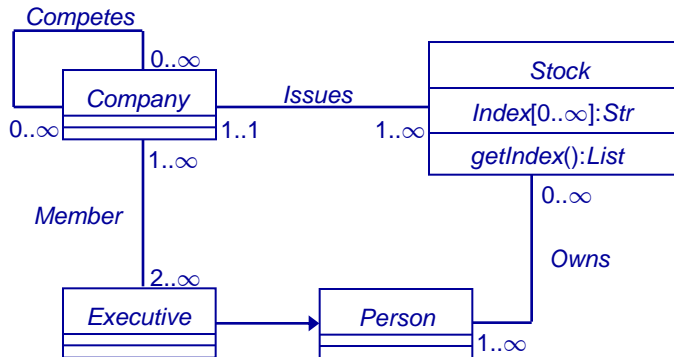 Competes
0..∞
Company
0..∞
1..1
Issues
1..∞
Stock
Index[0..∞]:Str
getIndex():List
1..∞
0..∞
Member
Owns
2..∞
Executive
Person
1..∞